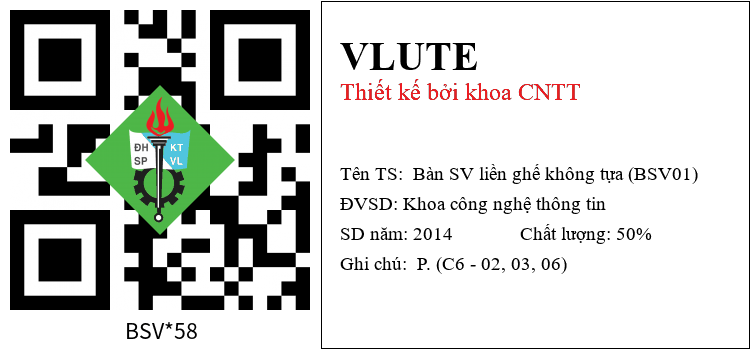 ĐH KT
SP VL
BSV*58
VLUTE
Thiết kế bởi khoa CNTT
Tên TS: Bàn SV liền ghế không tựa (BSV01)
ĐVSD: Khoa công nghệ thông tin
SD năm: 2014 Chất lượng: 50%
Ghi chú: P. (C6 - 02, 03, 06)